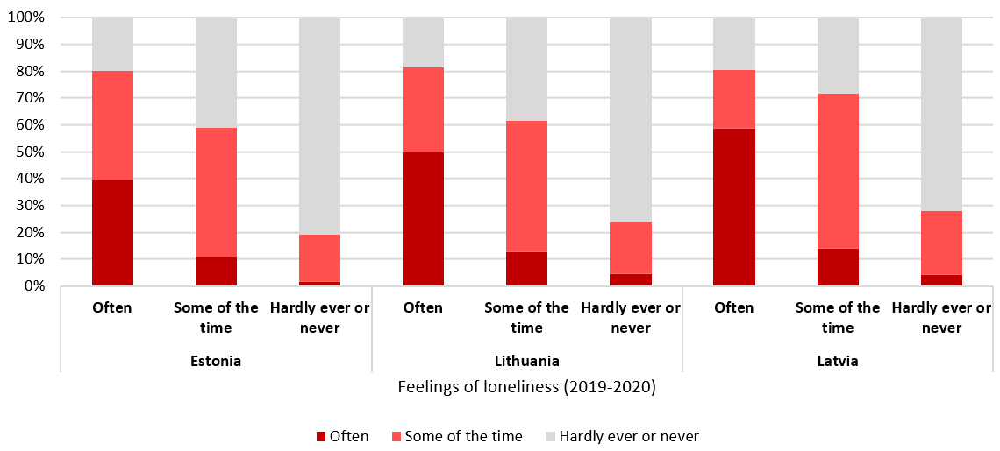 100%
90%
80%
70%
60%
50%
40%
30%
20%
10%
0%
Often
Some of the
time
Hardly ever or
never
Often
Some of the
time
Hardly ever or
never
Often
Some of the
time
Hardly ever or
never
Estonia
Lithuania
Latvia
Feelings of loneliness (2019-2020)
Often
Some of the time
Hardly ever or never